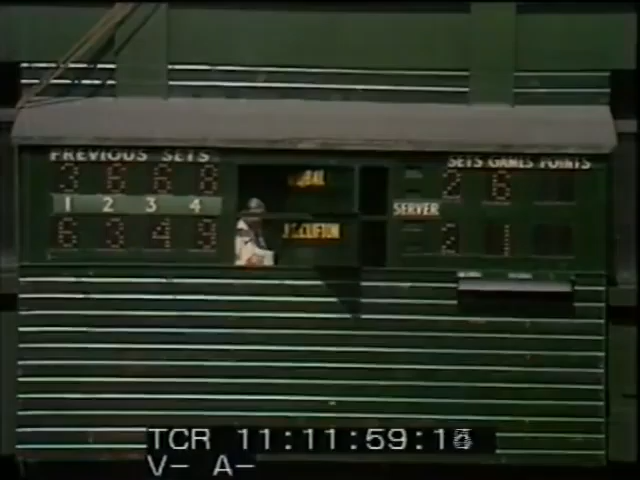 PREVIOUS SETS
SETS GAMES POINTS
3 6 6 8
2 6
1 2 3 4
SERVER
6 3 4 9
J.CLIFTON
2 1
TCR 11:11:59:1
V- A-